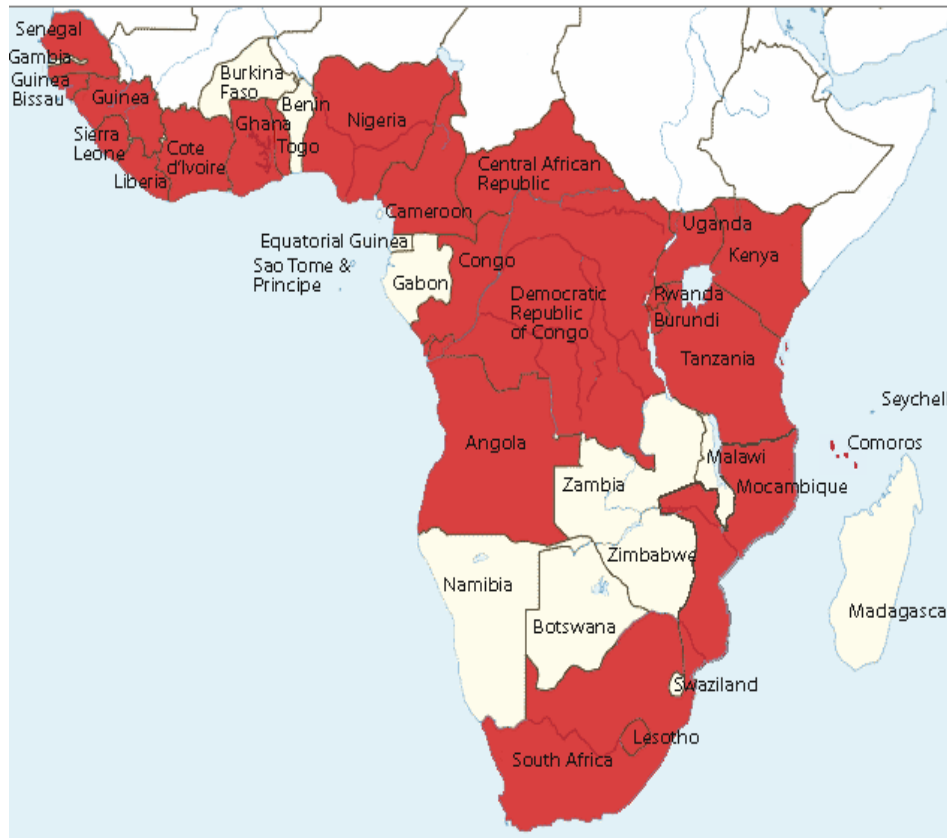 Senegal
Gambia
Guinea
Bissau
Guinea
Sierra
Leone
Liberia
Cote
d'Ivoire
Burkina
Faso
Ghana
Togo
Benin
Nigeria
Cameroon
Central African
Republic
Equatorial Guinea
Sao Tome &
Principe
Gabon
Congo
Democratic
Republic
of Congo
Uganda
Kenya
Rwanda
Burundi
Tanzania
Seychell
Comoros
Angola
Zambia
Malawi
Mocambique
Zimbabwe
Namibia
Botswana
Madagasca
Swaziland
Lesotho
South Africa